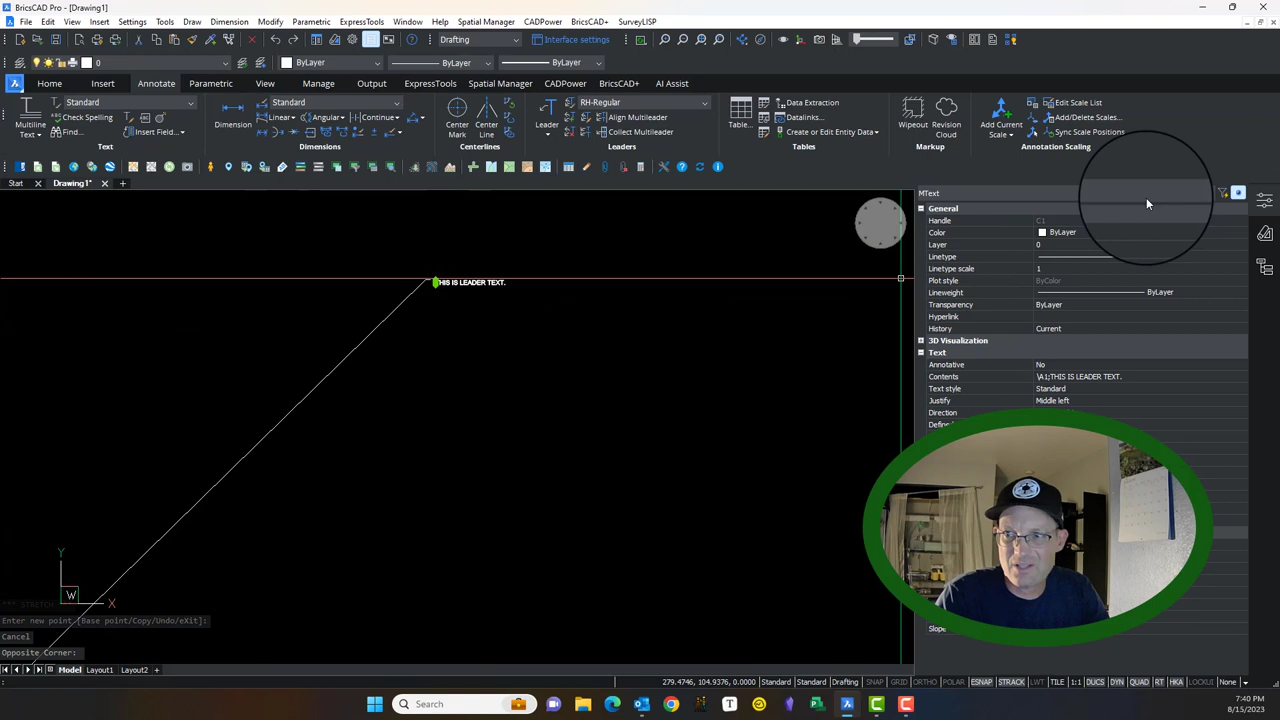 BricsCAD Pro - [Drawing1]
File Edit View Insert Settings Tools Draw Dimension Modify Parametric ExpressTools Window Help Spatial Manager CADPower BricsCAD+ SurveyLISP
Drafting Interface settings
0 ByLayer ByLayer ByLayer
Home Insert Annotate Parametric View Manage Output ExpressTools Spatial Manager CADPower BricsCAD+ AI Assist
Multiline Text
Standard
Check Spelling
Find... Insert Field...
Text
Dimension
Standard
Linear Angular Continue
Dimensions
Center Mark
Center Line
Centerlines
Leader
RH-Regular
Align Multileader
Collect Multileader
Leaders
Table...
Data Extraction
Datalinks...
Create or Edit Entity Data
Tables
Wipeout
Revision Cloud
Markup
Add Current Scale
Edit Scale List
Add/Delete Scales...
Sync Scale Positions
Annotation Scaling
Start Drawing1*
MText
General
Handle C1
Color ByLayer
Layer 0
Linetype
Linetype scale 1
Plot style ByColor
Lineweight ByLayer
Transparency ByLayer
Hyperlink
History Current
3D Visualization
Text
Annotative No
Contents \A1;THIS IS LEADER TEXT.
Text style Standard
Justify Middle left
Direction
Slope
THIS IS LEADER TEXT.
Y
W X
*** STRETCH
Enter new point [Base point/Copy/Undo/eXit]:
Cancel
Opposite Corner:
Model Layout1 Layout2
:
279.4746, 104.9376, 0.0000 Standard Standard Drafting SNAP GRID ORTHO POLAR ESNAP STRACK LWT TILE 1:1 DUCS DYN QUAD RT HKA LOCKUI None
Search
7:40 PM
8/15/2023